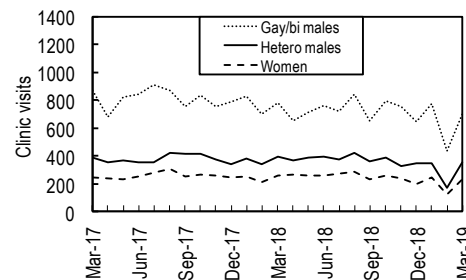 1400
1200
1000
800
600
400
200
0
Clinic visits
Gay/bi males
Hetero males
Women
Mar-17
Jun-17
Sep-17
Dec-17
Mar-18
Jun-18
Sep-18
Dec-18
Mar-19